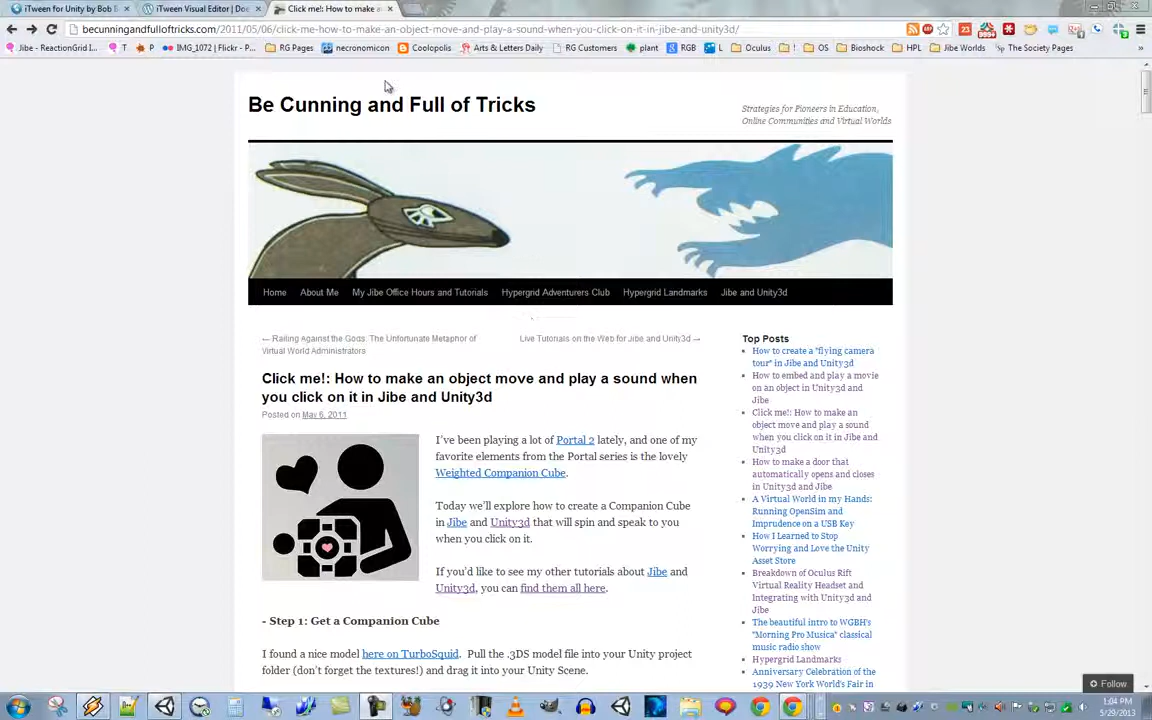 iTween for Unity by Bob
iTween Visual Editor | Do
Click me!: How to make a
becunningandfulloftricks.com/2011/05/06/click-me-how-to-make-an-object-move-and-play-a-sound-when-you-click-on-it-in-jibe-and-unity3d/
Jibe - ReactionGrid
T
P
IMG_1072 | Flickr - P
RG Pages
necronomicon
Coolopolis
Arts & Letters Daily
RG Customers
plant
RGB
L
Oculus
!
OS
Bioshock
HPL
Jibe Worlds
The Society Pages
»
Be Cunning and Full of Tricks
Strategies for Pioneers in Education,
Online Communities and Virtual Worlds
Home About Me My Jibe Office Hours and Tutorials Hypergrid Adventurers Club Hypergrid Landmarks Jibe and Unity3d
← Railing Against the Gods: The Unfortunate Metaphor of
Virtual World Administrators
Live Tutorials on the Web for Jibe and Unity3d →
Click me!: How to make an object move and play a sound when
you click on it in Jibe and Unity3d
Posted on May 6, 2011
I've been playing a lot of Portal 2 lately, and one of my
favorite elements from the Portal series is the lovely
Weighted Companion Cube.
Today we'll explore how to create a Companion Cube
in Jibe and Unity3d that will spin and speak to you
when you click on it.
If you'd like to see my other tutorials about Jibe and
Unity3d, you can find them all here.
- Step 1: Get a Companion Cube
I found a nice model here on TurboSquid. Pull the .3DS model file into your Unity project
folder (don't forget the textures!) and drag it into your Unity Scene.
Top Posts
How to create a "flying camera
tour" in Jibe and Unity3d
How to embed and play a movie
on an object in Unity3d and
Jibe
Click me!: How to make an
object move and play a sound
when you click on it in Jibe and
Unity3d
How to make a door that
automatically opens and closes
in Unity3d and Jibe
A Virtual World in my Hands:
Running OpenSim and
Imprudence on a USB Key
How I Learned to Stop
Worrying and Love the Unity
Asset Store
Breakdown of Oculus Rift
Virtual Reality Headset and
Integrating with Unity3d and
Jibe
The beautiful intro to WGBH's
"Morning Pro Musica" classical
music radio show
Hypergrid Landmarks
Anniversary Celebration of the
1939 New York World's Fair in
Follow
1:04 PM
5/29/2013